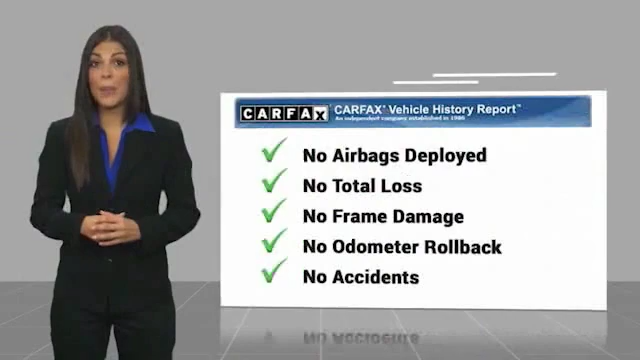 CARFAX CARFAX Vehicle History Report™
An independent company established in 1986
No Airbags Deployed
No Total Loss
No Frame Damage
No Odometer Rollback
No Accidents